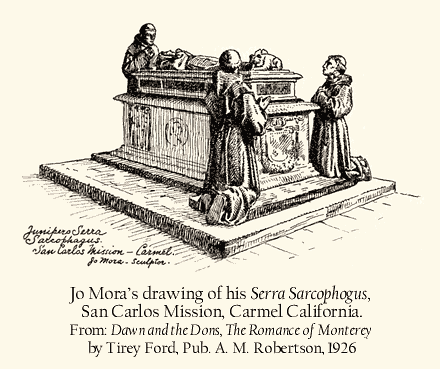 Junipero Serra
Sarcophagus.
San Carlos Mission - Carmel.
Jo Mora - Sculptor.
Jo Mora's drawing of his Serra Sarcophogus,
San Carlos Mission, Carmel California.
From: Dawn and the Dons, The Romance of Monterey
by Tirey Ford, Pub. A. M. Robertson, 1926